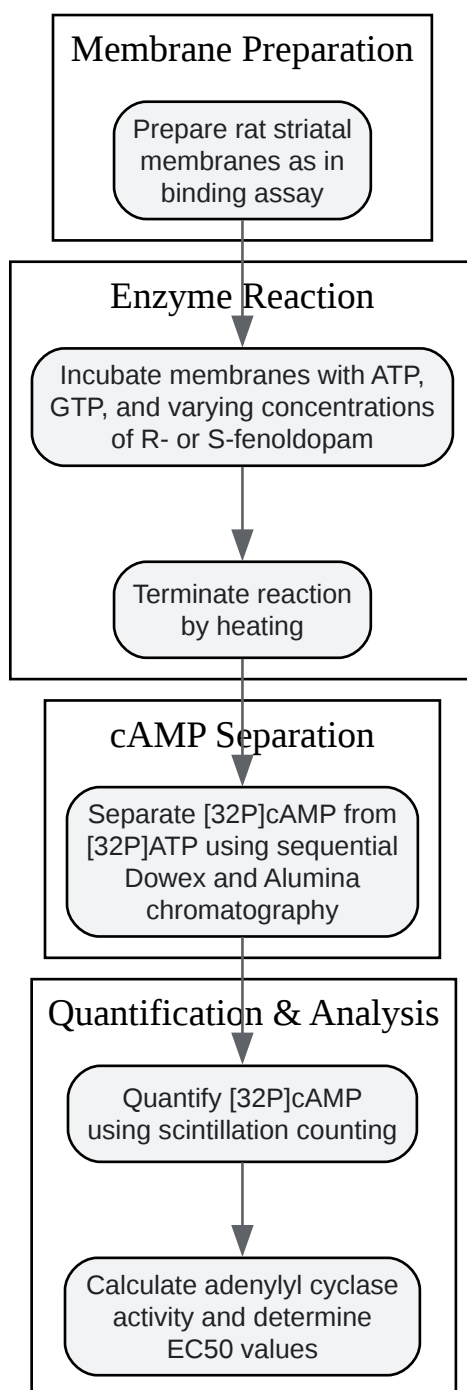 Membrane Preparation
Prepare rat striatal
membranes as in
binding assay
Enzyme Reaction
Incubate membranes with ATP,
GTP, and varying concentrations
of R- or S-fenoldopam
Terminate reaction
by heating
cAMP Separation
Separate [32P]cAMP from
[32P]ATP using sequential
Dowex and Alumina
chromatography
Quantification & Analysis
Quantify [32P]cAMP
using scintillation counting
Calculate adenylyl cyclase
activity and determine
EC50 values